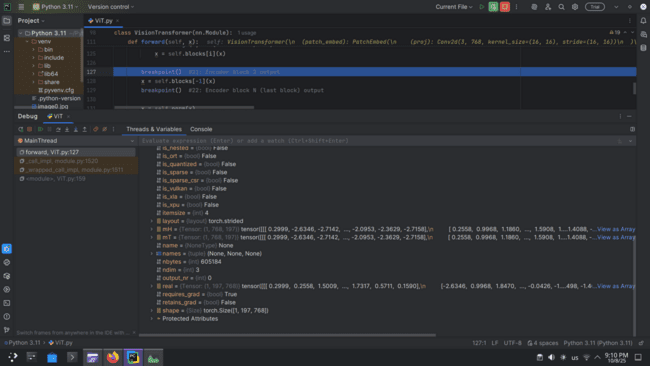 Python 3.11
Version control
Current File
Trial
Project
ViT.py
Python 3.11
venv
bin
include
lib
lib64
share
pyvenv.cfg
.python-version
image0.jpg
class VisionTransformer(nn.Module): 1 usage
def forward(self, x): self: VisionTransformer(\n (patch_embed): PatchEmbed(\n (proj): Conv2d(3, 768, kernel_size=(16, 16), stride=(16, 16))\n
x = self.blocks[i](x)
127
breakpoint()
x = self.blocks[-1](x)
breakpoint() #22: Encoder block N (last block) output
Debug
ViT
Threads & Variables
Console
MainThread
Evaluate expression (Enter) or add a watch (Ctrl+Shift+Enter)
forward, ViT.py:127
_call_impl, module.py:1520
_wrapped_call_impl, module.py:1511
<module>, ViT.py:158
is_nested = (bool) False
is_ort = (bool) False
is_quantized = (bool) False
is_sparse = (bool) False
is_sparse_csr = (bool) False
is_vulkan = (bool) False
is_xla = (bool) False
is_xpu = (bool) False
itemsize = (int) 4
layout = (layout) torch.strided
mH = (Tensor: (1, 768, 197)) tensor([[[ 0.2999, -2.6346, -2.7142, ..., -2.0953, -2.3629, -2.7158],\n [ 0.2558, 0.9968, 1.1860, ..., 1.5908, 1.4088, -...View as Array
mT = (Tensor: (1, 768, 197)) tensor([[[ 0.2999, -2.6346, -2.7142, ..., -2.0953, -2.3629, -2.7158],\n [ 0.2558, 0.9968, 1.1860, ..., 1.5908, 1.4088, -...View as Array
name = (NoneType) None
names = (tuple) (None, None, None)
nbytes = (int) 605184
ndim = (int) 3
output_nr = (int) 0
real = (Tensor: (1, 197, 768)) tensor([[[ 0.2999, 0.2558, 1.5009, ..., 1.7317, 0.5711, 0.1590],\n [-2.6346, 0.9968, 1.8470, ..., -0.0426, -1....498, -1.4...View as Array
requires_grad = (bool) True
retains_grad = (bool) False
shape = (Size) torch.Size([1, 197, 768])
Protected Attributes
Switch frames from anywhere in the IDE with
Python 3.11
ViT.py
127:1 LF UTF-8 4 spaces Python 3.11 (Python 3.11)
us
9:10 PM
10/8/25